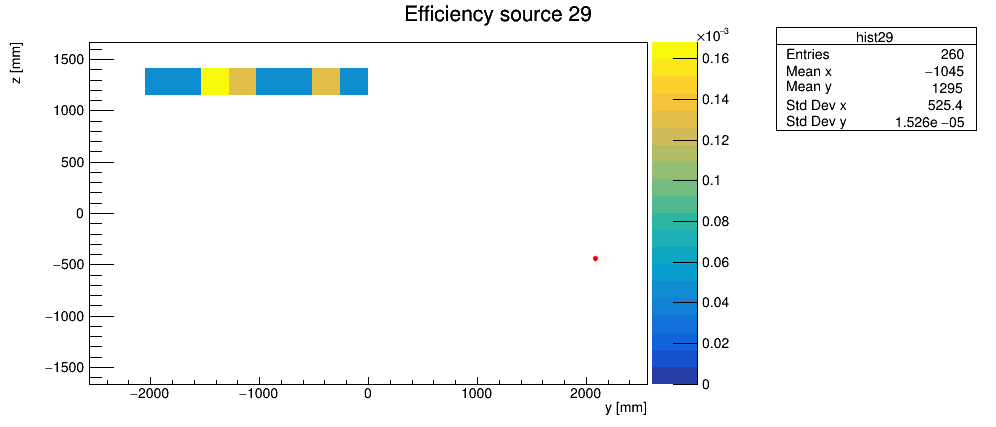 Efficiency source 29
z [mm]
1500
1000
500
0
−500
−1000
−1500
−2000 −1000 0 1000 2000
y [mm]
×10⁻³
0.16
0.14
0.12
0.1
0.08
0.06
0.04
0.02
0
hist29
Entries 260
Mean x −1045
Mean y 1295
Std Dev x 525.4
Std Dev y 1.526e−05